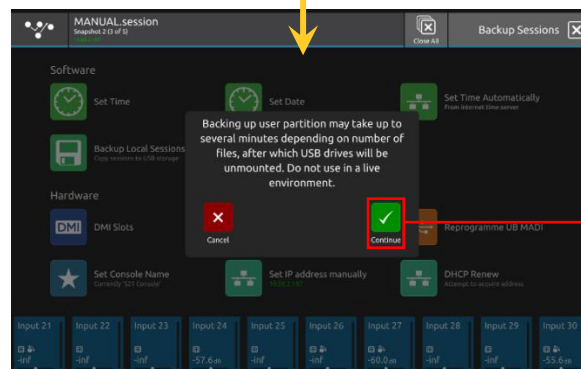 MANUAL.session
Snapshot 2 (3 of 5)
Close All
Backup Sessions
Software
Set Time
Set Date
Set Time Automatically
From internet time server
Backup Local Sessions
Copy sessions to USB storage
Backing up user partition may take up to
several minutes depending on number of
files, after which USB drives will be
unmounted. Do not use in a live
environment.
Cancel
Continue
Hardware
DMI
DMI Slots
Reprogramme UB MADI
Set Console Name
Currently 'S21 Console'
Set IP address manually
DHCP Renew
Attempt to acquire address
Input 21
Input 22
Input 23
Input 24
Input 25
Input 26
Input 27
Input 28
Input 29
Input 30
-inf
-inf
-inf
-57.6dB
-inf
-inf
-60.0dB
-inf
-inf
-55.6dB